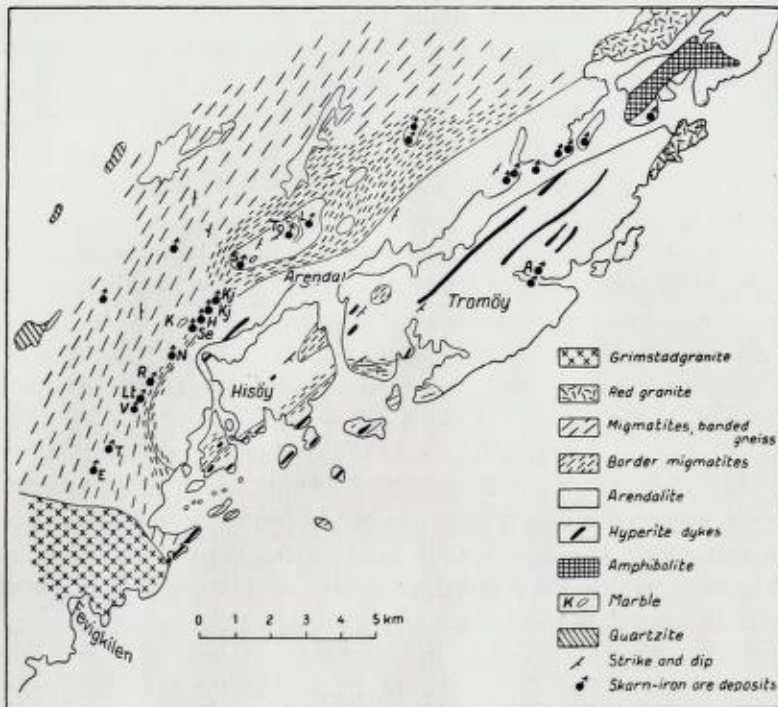 To
L
S
Arendal
A
Tromöy
Kj
Kj
K
H
Se
N
Hisöy
R
Lt
V
T
E
Fevigkilen
0 1 2 3 4 5 km
Grimstadgranite
Red granite
Migmatites, banded
gneiss
Border migmatites
Arendalite
Hyperite dykes
Amphibolite
K Marble
Quartzite
Strike and dip
Skarn-iron ore deposits